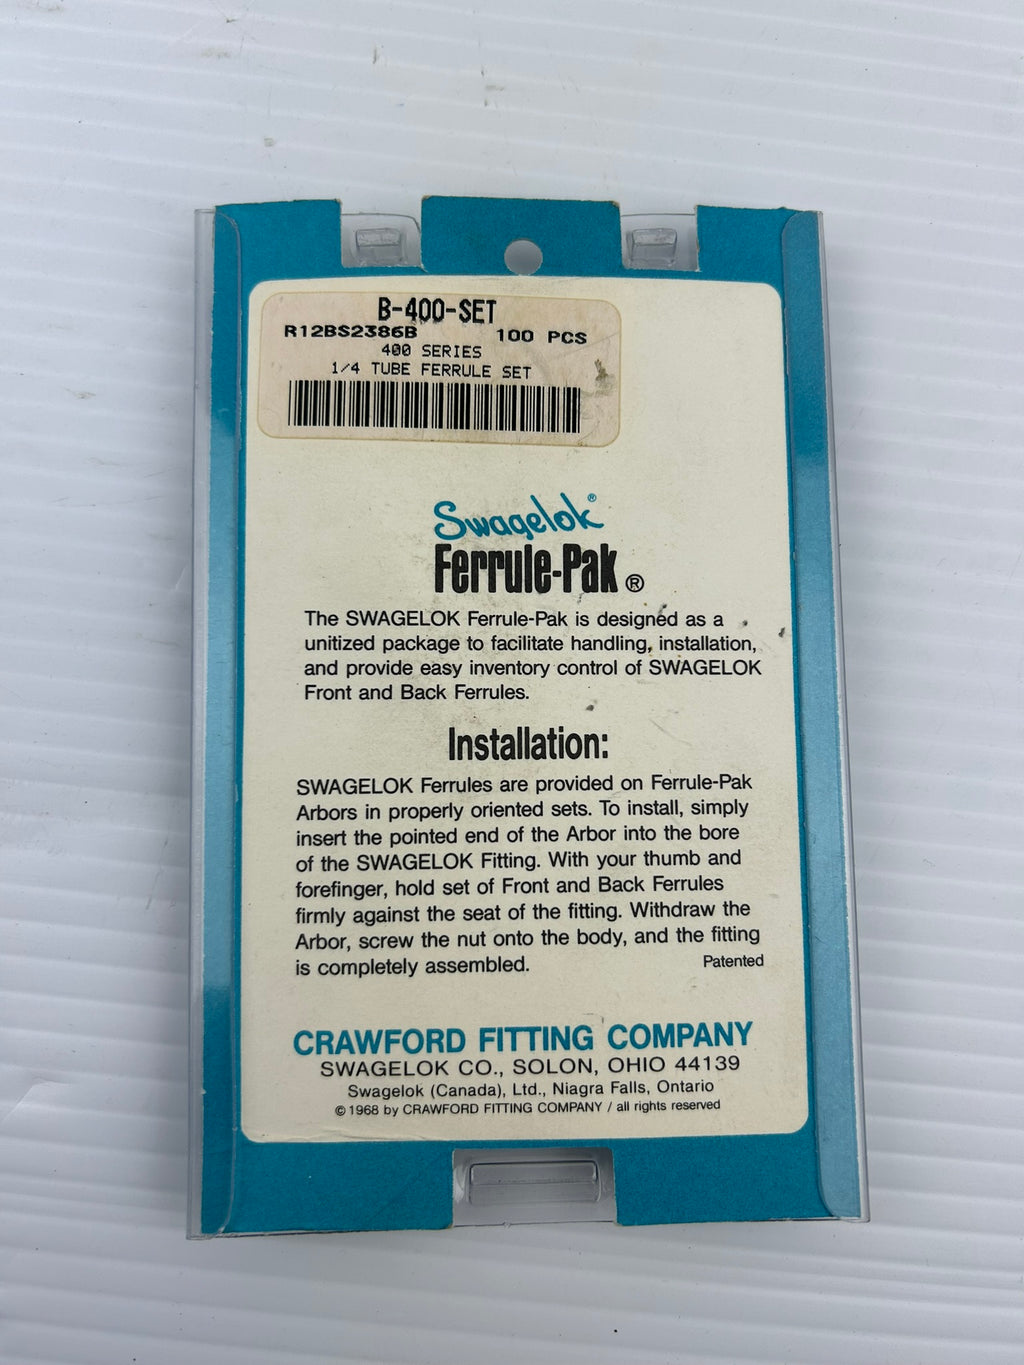 B-400-SET
R12BS2386B 100 PCS
400 SERIES
1/4 TUBE FERRULE SET
Swagelok®
Ferrule-Pak®
The SWAGELOK Ferrule-Pak is designed as a
unitized package to facilitate handling, installation,
and provide easy inventory control of SWAGELOK
Front and Back Ferrules.
Installation:
SWAGELOK Ferrules are provided on Ferrule-Pak
Arbors in properly oriented sets. To install, simply
insert the pointed end of the Arbor into the bore
of the SWAGELOK Fitting. With your thumb and
forefinger, hold set of Front and Back Ferrules
firmly against the seat of the fitting. Withdraw the
Arbor, screw the nut onto the body, and the fitting
is completely assembled. Patented
CRAWFORD FITTING COMPANY
SWAGELOK CO., SOLON, OHIO 44139
Swagelok (Canada), Ltd., Niagra Falls, Ontario
© 1968 by CRAWFORD FITTING COMPANY / all rights reserved